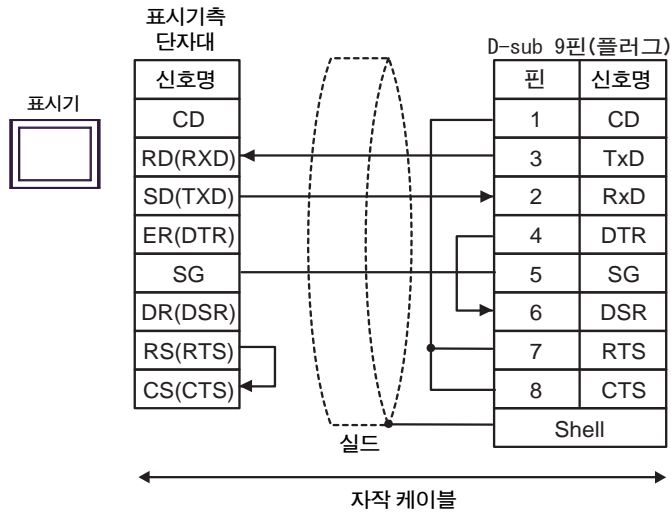 표시기측
단자대
D-sub 9핀(플러그)
표시기
신호명
핀 신호명
CD
1 CD
RD(RXD)
3 TxD
SD(TXD)
2 RxD
ER(DTR)
4 DTR
SG
5 SG
DR(DSR)
6 DSR
RS(RTS)
7 RTS
CS(CTS)
8 CTS
Shell
실드
자작 케이블